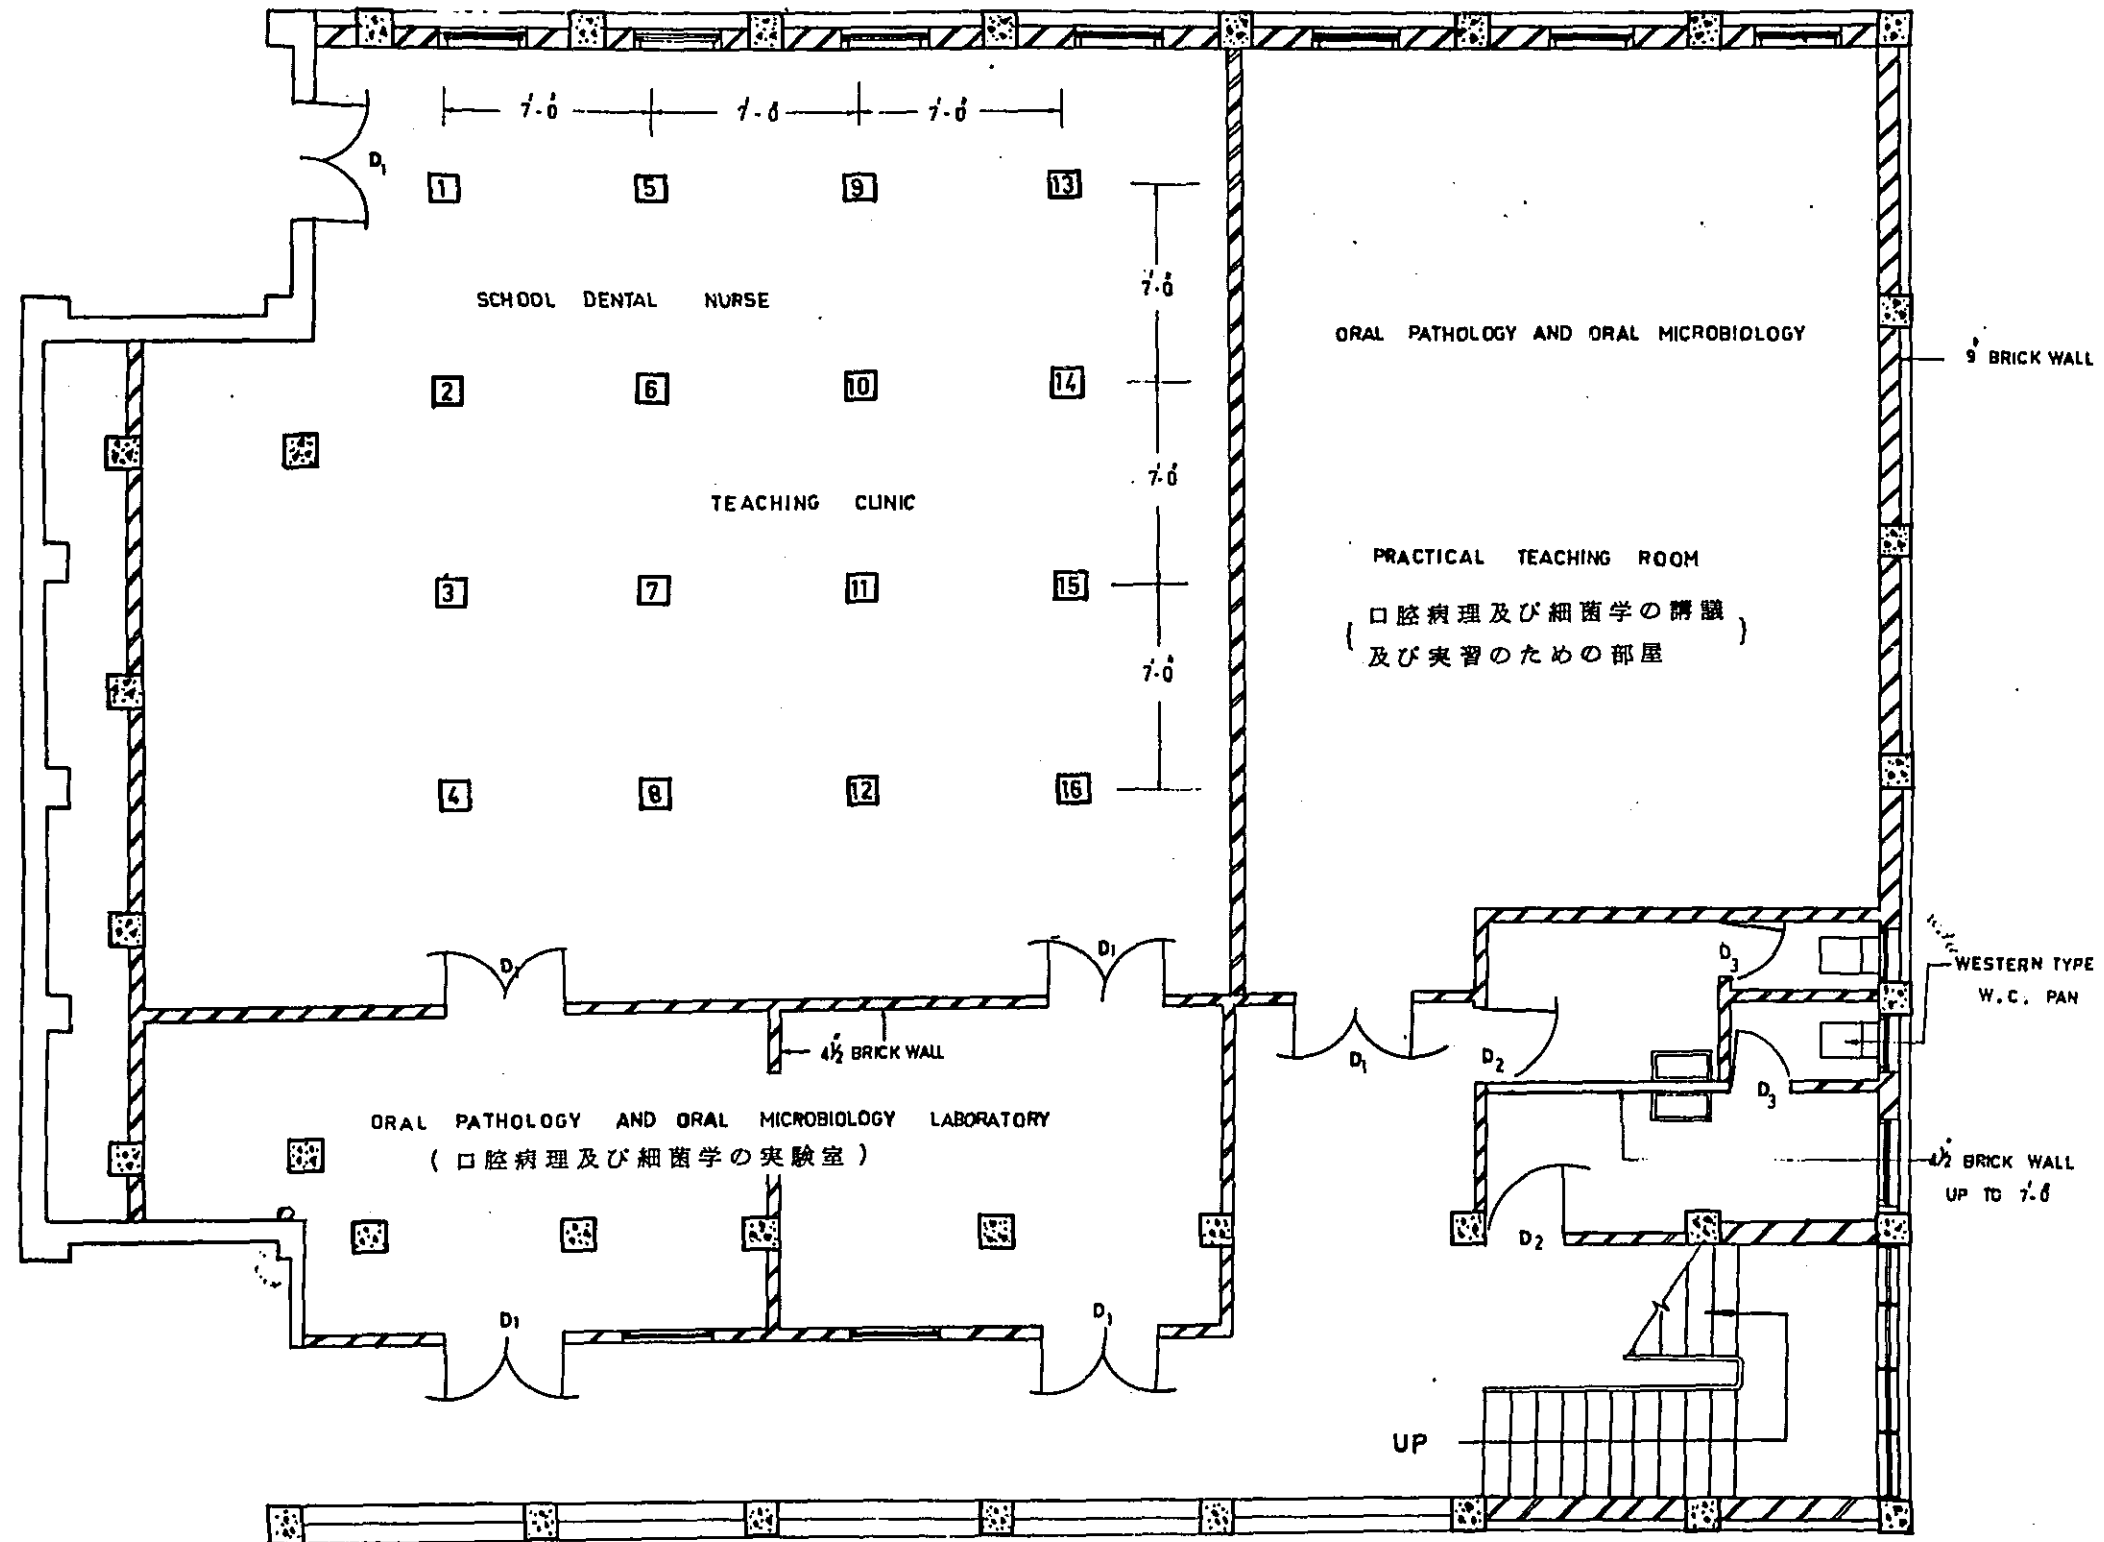 7'-0" 7'-0" 7'-0"
D1
1 5 9 13
7'-0"
SCHOOL DENTAL NURSE
ORAL PATHOLOGY AND ORAL MICROBIOLOGY
9" BRICK WALL
2 6 10 14
7'-0"
TEACHING CLINIC
PRACTICAL TEACHING ROOM
(口腔病理及び細菌学の講議
及び実習のための部屋)
3 7 11 15
7'-0"
4 8 12 16
D1 D1
D3
WESTERN TYPE
W.C. PAN
4½" BRICK WALL
D1 D2
D3
ORAL PATHOLOGY AND ORAL MICROBIOLOGY LABORATORY
(口腔病理及び細菌学の実験室)
4½" BRICK WALL
UP TO 7'-0"
D2
D1 D1
UP